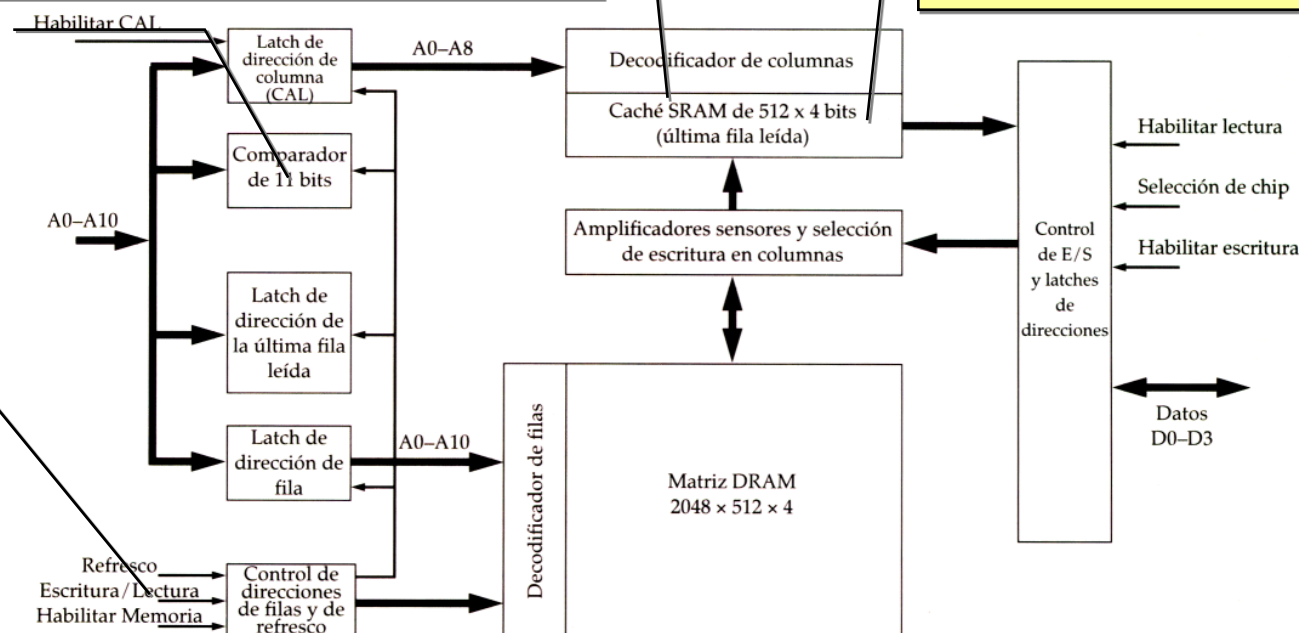 Habilitar CAL
Latch de
dirección de
columna
(CAL)
A0–A8
Decodificador de columnas
Caché SRAM de 512 x 4 bits
(última fila leída)
Comparador
de 11 bits
A0–A10
Amplificadores sensores y selección
de escritura en columnas
Latch de
dirección de
la última fila
leída
Latch de
dirección de
fila
A0–A10
Decodificador de filas
Matriz DRAM
2048 × 512 × 4
Refresco
Escritura/Lectura
Habilitar Memoria
Control de
direcciones
de filas y de
refresco
Control
de E/S
y latches
de
direcciones
Habilitar lectura
Selección de chip
Habilitar escritura
Datos
D0–D3